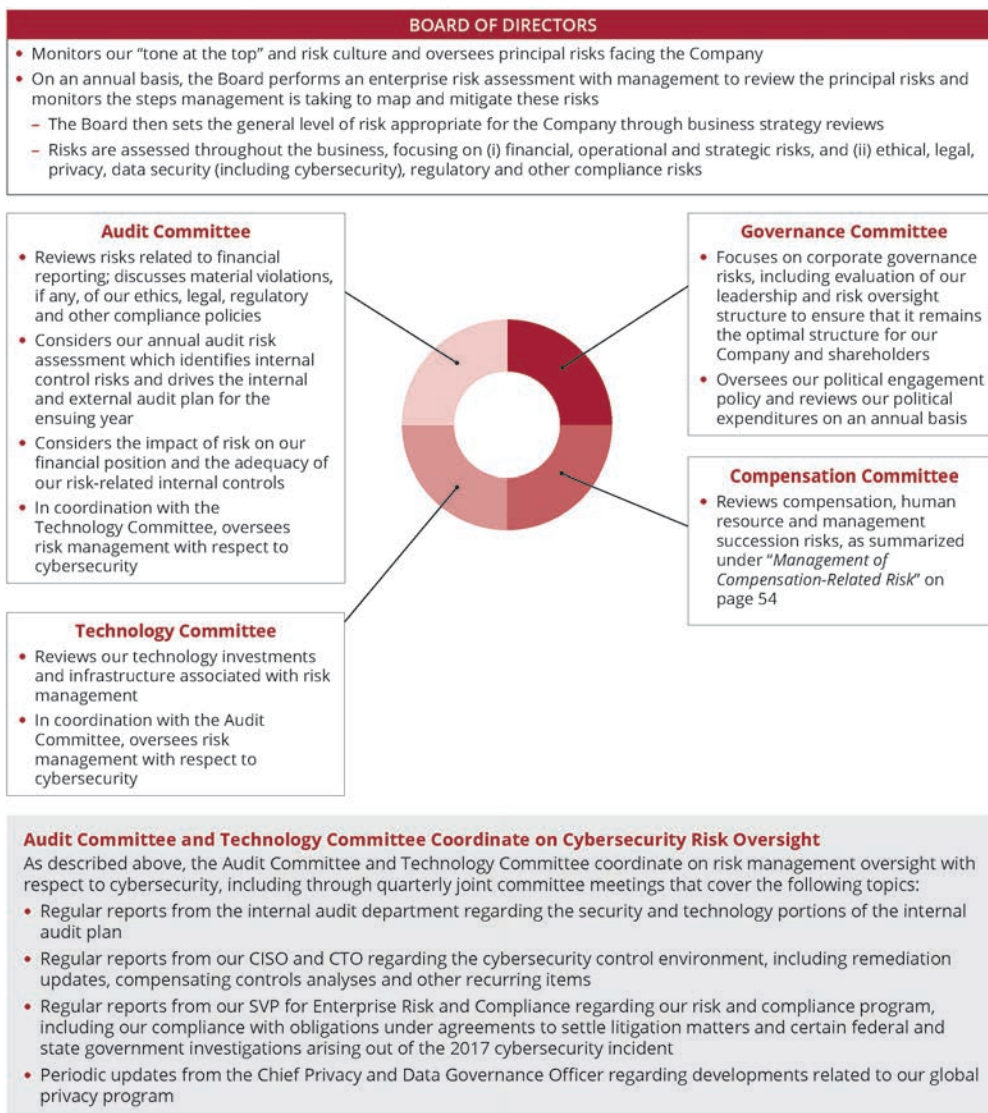 BOARD OF DIRECTORS
• Monitors our “tone at the top” and risk culture and oversees principal risks facing the Company
• On an annual basis, the Board performs an enterprise risk assessment with management to review the principal risks and
monitors the steps management is taking to map and mitigate these risks
– The Board then sets the general level of risk appropriate for the Company through business strategy reviews
– Risks are assessed throughout the business, focusing on (i) financial, operational and strategic risks, and (ii) ethical, legal,
privacy, data security (including cybersecurity), regulatory and other compliance risks
Audit Committee
• Reviews risks related to financial
reporting; discusses material violations,
if any, of our ethics, legal, regulatory
and other compliance policies
• Considers our annual audit risk
assessment which identifies internal
control risks and drives the internal
and external audit plan for the
ensuing year
• Considers the impact of risk on our
financial position and the adequacy of
our risk-related internal controls
• In coordination with the
Technology Committee, oversees
risk management with respect to
cybersecurity
Governance Committee
• Focuses on corporate governance
risks, including evaluation of our
leadership and risk oversight
structure to ensure that it remains
the optimal structure for our
Company and shareholders
• Oversees our political engagement
policy and reviews our political
expenditures on an annual basis
Compensation Committee
• Reviews compensation, human
resource and management
succession risks, as summarized
under “Management of
Compensation-Related Risk” on
page 54
Technology Committee
• Reviews our technology investments
and infrastructure associated with risk
management
• In coordination with the Audit
Committee, oversees risk
management with respect to
cybersecurity
Audit Committee and Technology Committee Coordinate on Cybersecurity Risk Oversight
As described above, the Audit Committee and Technology Committee coordinate on risk management oversight with
respect to cybersecurity, including through quarterly joint committee meetings that cover the following topics:
• Regular reports from the internal audit department regarding the security and technology portions of the internal
audit plan
• Regular reports from our CISO and CTO regarding the cybersecurity control environment, including remediation
updates, compensating controls analyses and other recurring items
• Regular reports from our SVP for Enterprise Risk and Compliance regarding our risk and compliance program,
including our compliance with obligations under agreements to settle litigation matters and certain federal and
state government investigations arising out of the 2017 cybersecurity incident
• Periodic updates from the Chief Privacy and Data Governance Officer regarding developments related to our global
privacy program